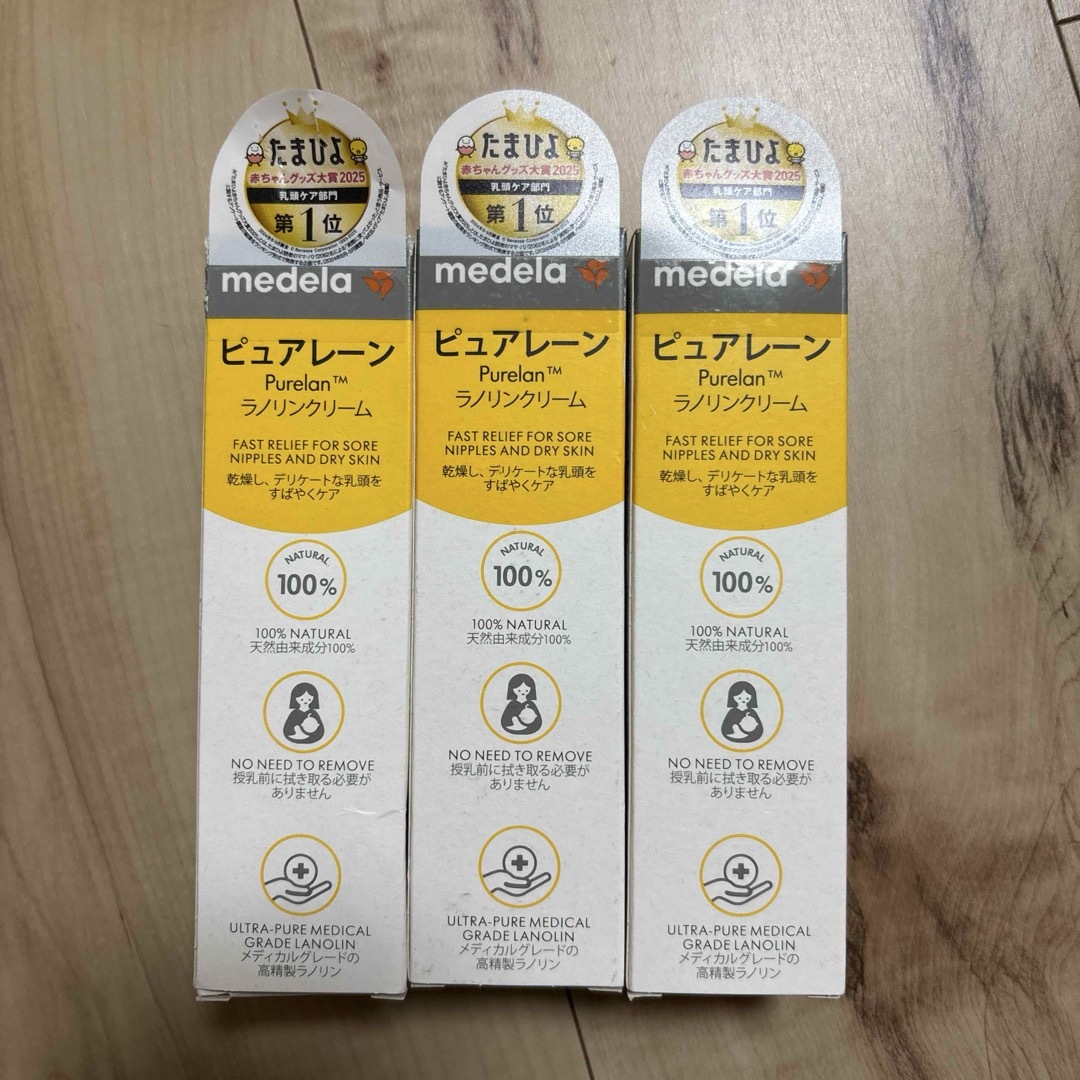 たまひよ
赤ちゃんグッズ大賞2025
乳頭ケア部門
第1位
medela
ピュアレーン
Purelan™
ラノリンクリーム
FAST RELIEF FOR SORE
NIPPLES AND DRY SKIN
乾燥し、デリケートな乳頭を
すばやくケア
NATURAL
100%
100% NATURAL
天然由来成分100%
NO NEED TO REMOVE
授乳前に拭き取る必要が
ありません
ULTRA-PURE MEDICAL
GRADE LANOLIN
メディカルグレードの
高精製ラノリン
たまひよ
赤ちゃんグッズ大賞2025
乳頭ケア部門
第1位
medela
ピュアレーン
Purelan™
ラノリンクリーム
FAST RELIEF FOR SORE
NIPPLES AND DRY SKIN
乾燥し、デリケートな乳頭を
すばやくケア
NATURAL
100%
100% NATURAL
天然由来成分100%
NO NEED TO REMOVE
授乳前に拭き取る必要が
ありません
ULTRA-PURE MEDICAL
GRADE LANOLIN
メディカルグレードの
高精製ラノリン
たまひよ
赤ちゃんグッズ大賞2025
乳頭ケア部門
第1位
medela
ピュアレーン
Purelan™
ラノリンクリーム
FAST RELIEF FOR SORE
NIPPLES AND DRY SKIN
乾燥し、デリケートな乳頭を
すばやくケア
NATURAL
100%
100% NATURAL
天然由来成分100%
NO NEED TO REMOVE
授乳前に拭き取る必要が
ありません
ULTRA-PURE MEDICAL
GRADE LANOLIN
メディカルグレードの
高精製ラノリン